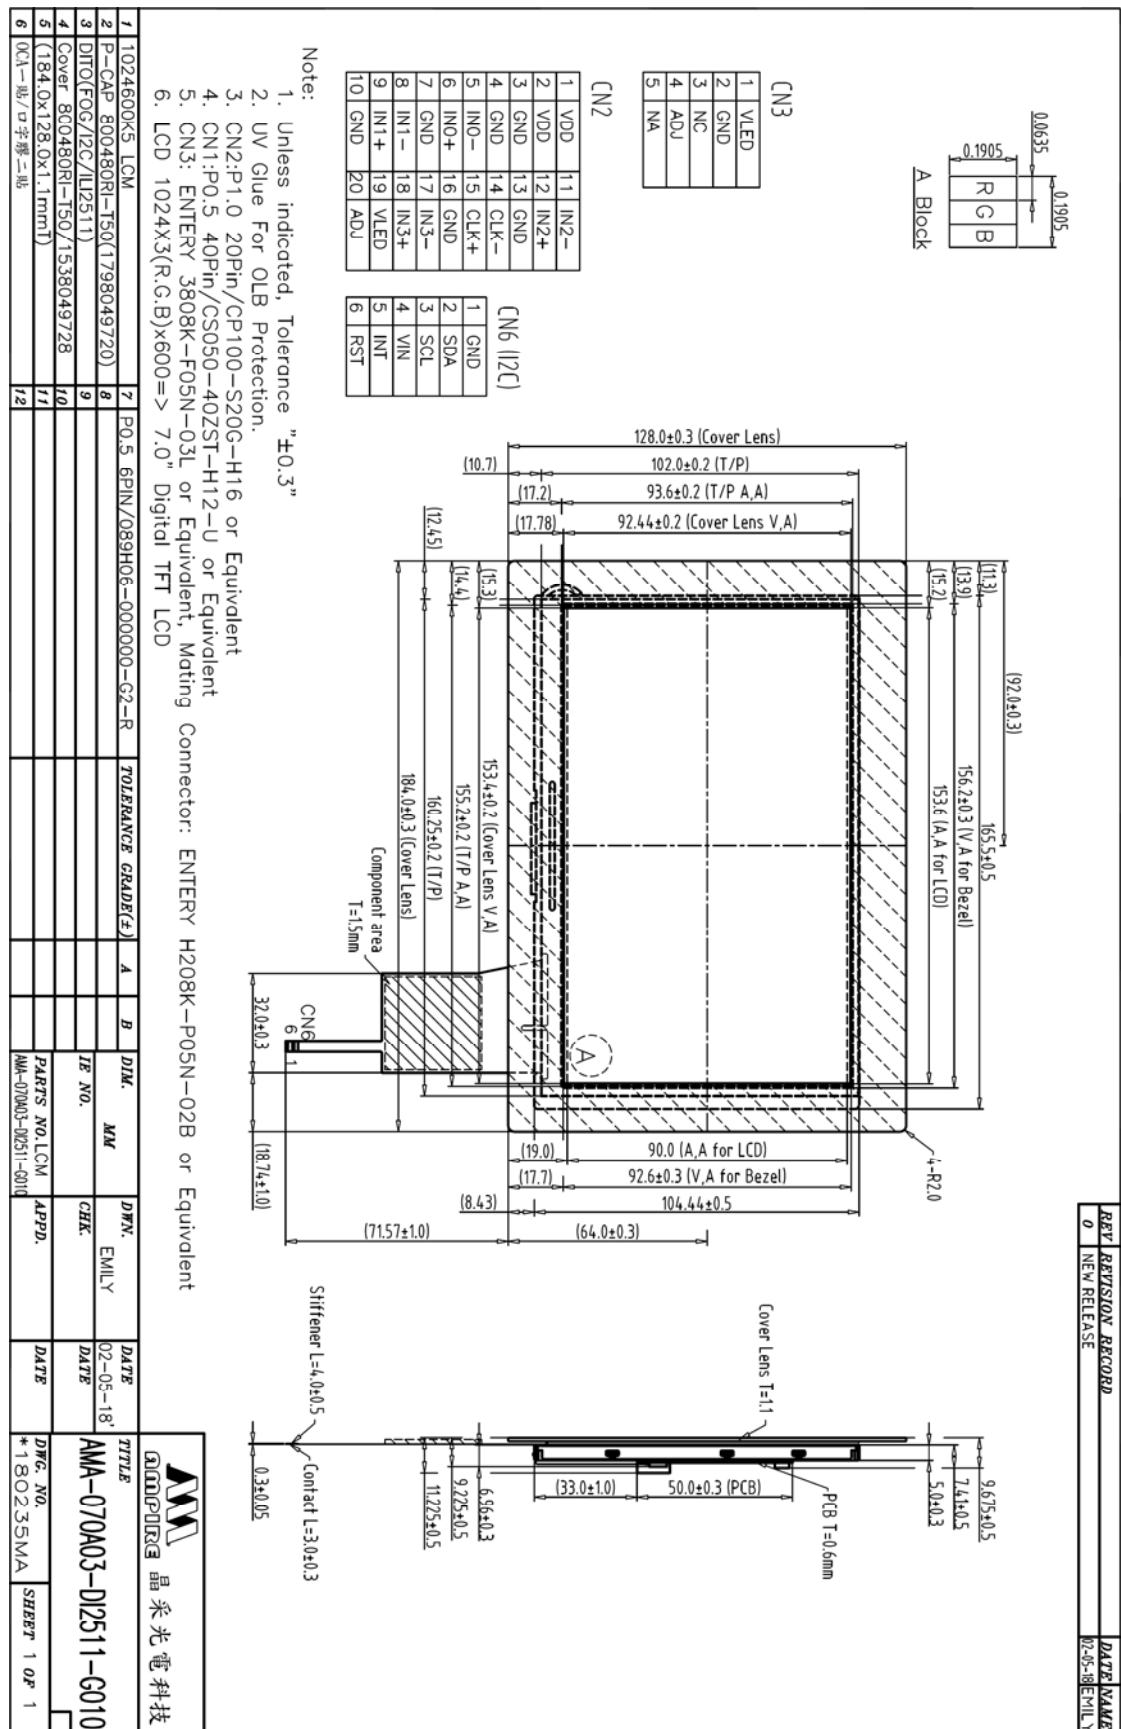 REV REVISION RECORD DATE NAME
0 NEW RELEASE 02-05-18 EMILY
0.0635
0.1905
0.1905
R G B
A Block
CN3
1 VLED
2 GND
3 NC
4 ADJ
5 NA
CN2
1 VDD 11 IN2-
2 VDD 12 IN2+
3 GND 13 GND
4 GND 14 CLK-
5 IN0- 15 CLK+
6 IN0+ 16 GND
7 GND 17 IN3-
8 IN1- 18 IN3+
9 IN1+ 19 VLED
10 GND 20 ADJ
CN6 (I2C)
1 GND
2 SDA
3 SCL
4 VIN
5 INT
6 RST
(92.0±0.3)
(11.3)
165.5±0.5
(13.9)
156.2±0.3 (V,A for Bezel)
(15.2)
153.6 (A,A for LCD)
128.0±0.3 (Cover Lens)
102.0±0.2 (T/P)
(10.7)
93.6±0.2 (T/P A,A)
(17.2)
92.44±0.2 (Cover Lens V,A)
(17.78)
4-R2.0
A
90.0 (A,A for LCD)
(19.0)
92.6±0.3 (V,A for Bezel)
(17.7)
104.44±0.5
(8.43)
(64.0±0.3)
(71.57±1.0)
(15.3)
153.4±0.2 (Cover Lens V,A)
(14.4)
155.2±0.2 (T/P A,A)
(12.45)
160.25±0.2 (T/P)
184.0±0.3 (Cover Lens)
Component area
T=1.5mm
CN6
6 1
32.0±0.3
(18.74±1.0)
9.675±0.5
7.41±0.5
5.0±0.3
Cover Lens T=1.1
PCB T=0.6mm
50.0±0.3 (PCB)
(33.0±1.0)
6.96±0.3
9.225±0.5
11.225±0.5
Stiffener L=4.0±0.5
Contact L=3.0±0.3
0.3±0.05
Note:
1. Unless indicated, Tolerance "±0.3"
2. UV Glue For OLB Protection.
3. CN2:P1.0 20Pin/CP100-S20G-H16 or Equivalent
4. CN1:P0.5 40Pin/CS050-40ZST-H12-U or Equivalent
5. CN3: ENTERY 3808K-F05N-03L or Equivalent, Mating Connector: ENTERY H208K-P05N-02B or Equivalent
6. LCD 1024X3(R.G.B)x600=> 7.0" Digital TFT LCD
1 1024600K5 LCM
2 P-CAP 800480RI-T50(1798049720)
3 DITO(FOG/I2C/ILI2511)
4 Cover 800480RI-T50/1538049728
5 (184.0x128.0x1.1mmT)
6 OCA一貼/口字膠二貼
7 P0.5 6PIN/089H06-000000-G2-R
8
9
10
11
12
TOLERANCE GRADE(±) A B
DIM. MM
IE NO.
PARTS NO. LCM
AMA-070A03-DI2511-G010
DWN. EMILY
CHK.
APPD.
DATE 02-05-18'
DATE
DATE
AMPIRE 晶采光電科技
TITLE
AMA-070A03-DI2511-G010
DWG. NO.
*180235MA
SHEET 1 OF 1